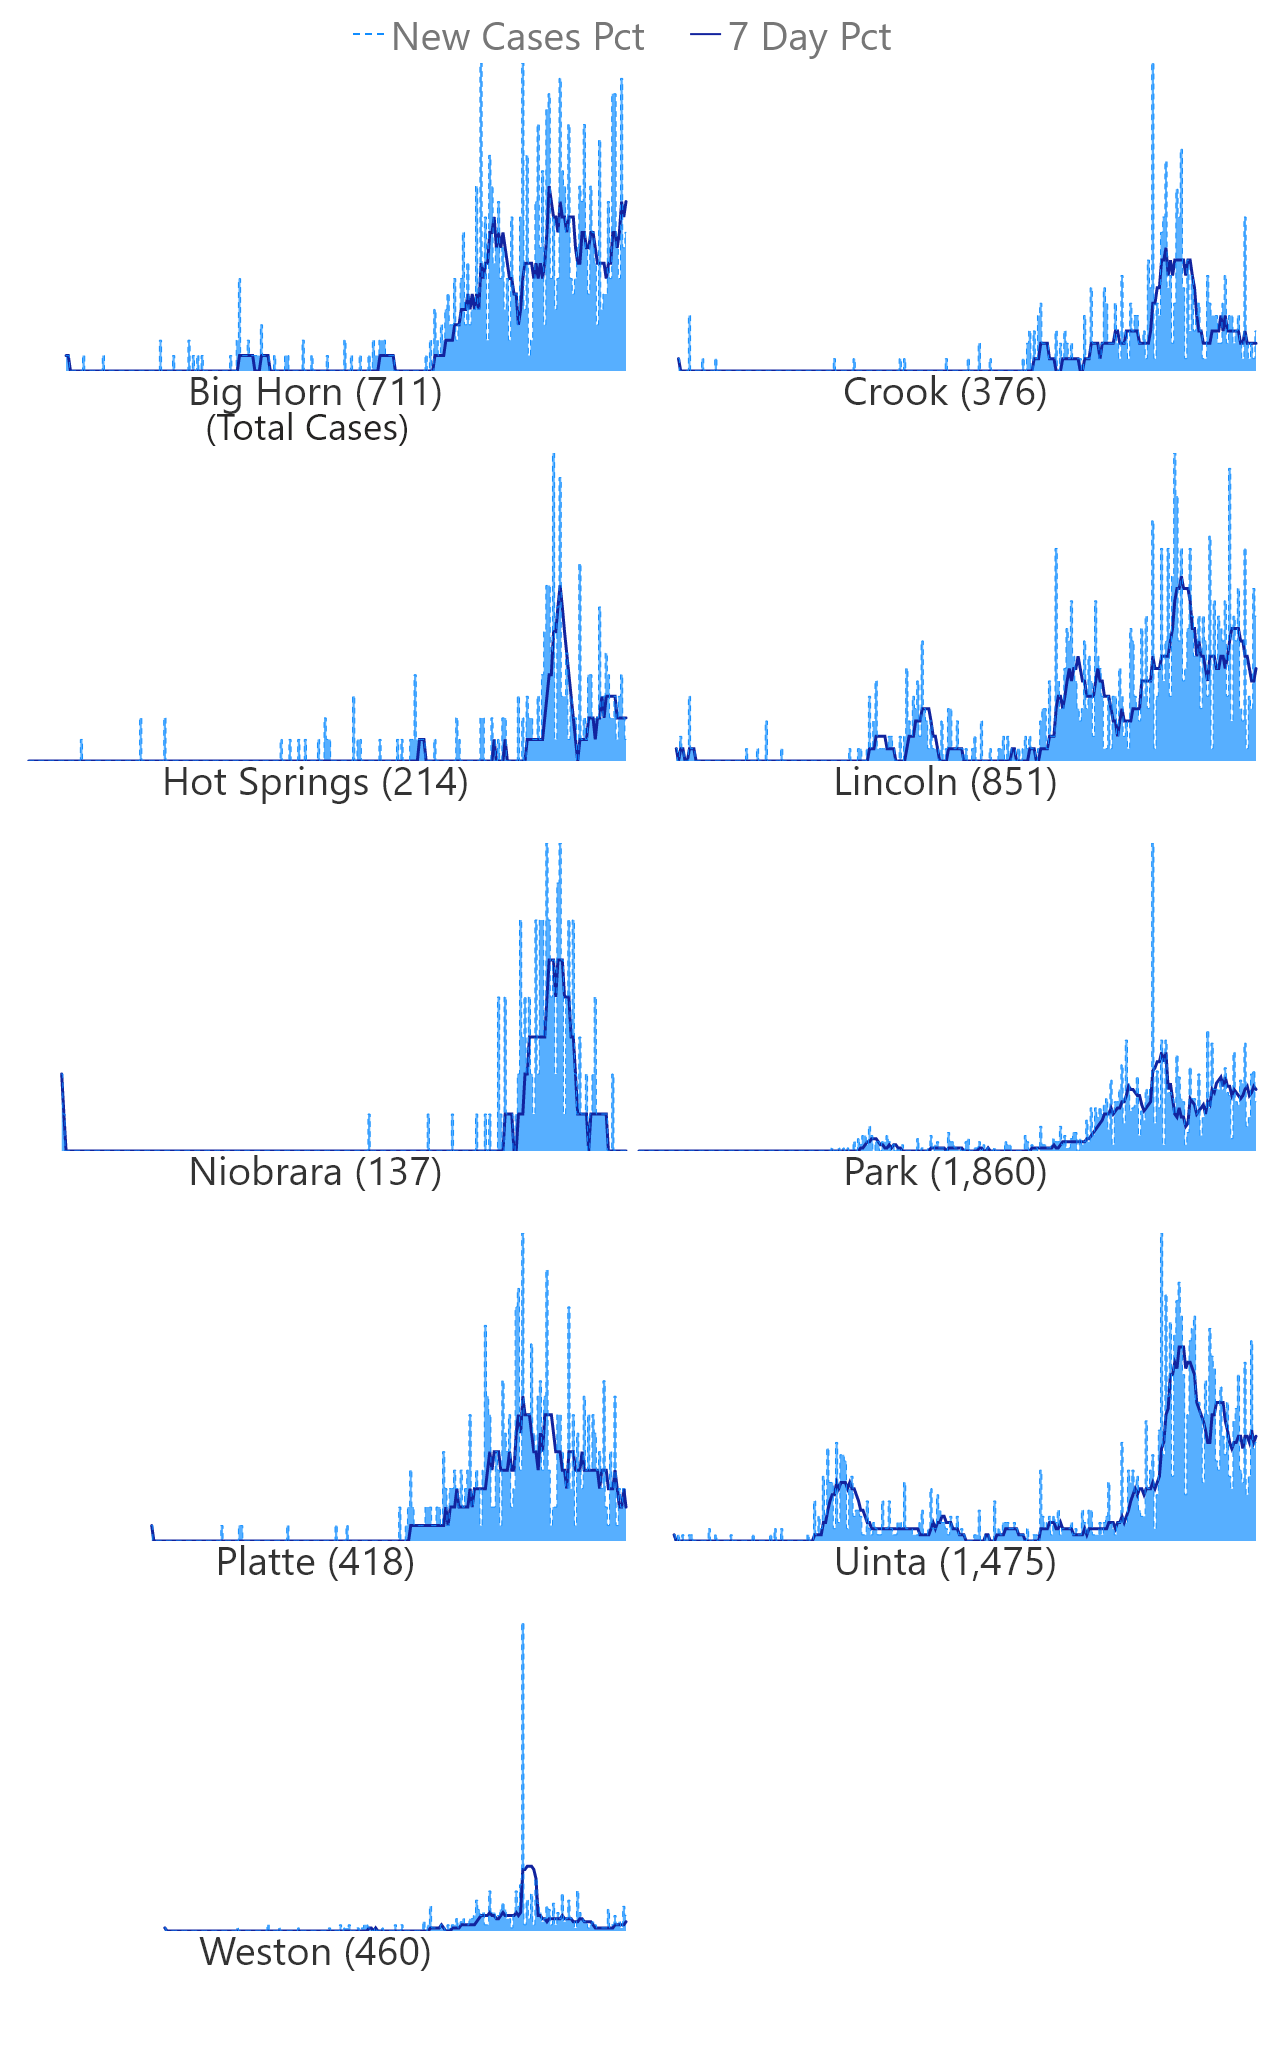 New Cases Pct 7 Day Pct
Big Horn (711) Crook (376)
(Total Cases)
Hot Springs (214) Lincoln (851)
Niobrara (137) Park (1,860)
Platte (418) Uinta (1,475)
Weston (460)